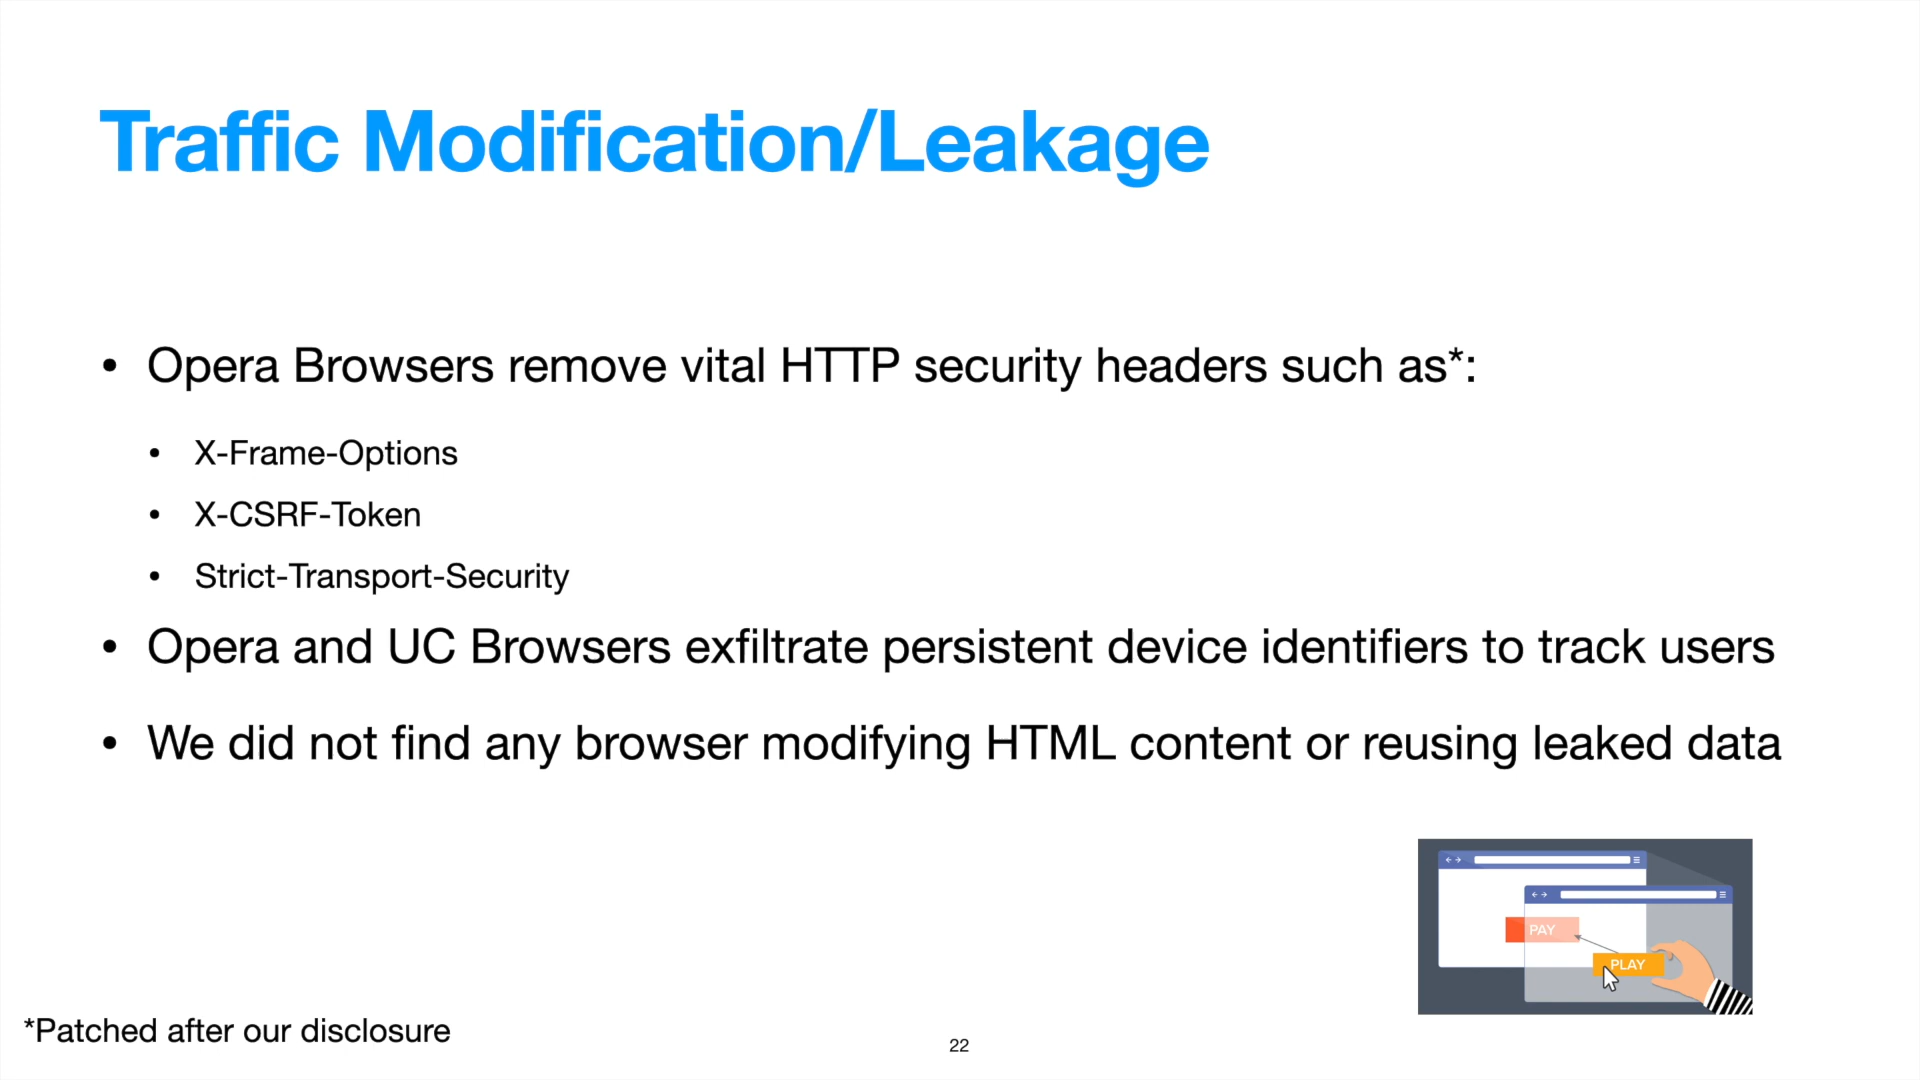 Traffic Modification/Leakage
• Opera Browsers remove vital HTTP security headers such as*:
• X-Frame-Options
• X-CSRF-Token
• Strict-Transport-Security
• Opera and UC Browsers exfiltrate persistent device identifiers to track users
• We did not find any browser modifying HTML content or reusing leaked data
PAY
PLAY
*Patched after our disclosure
22